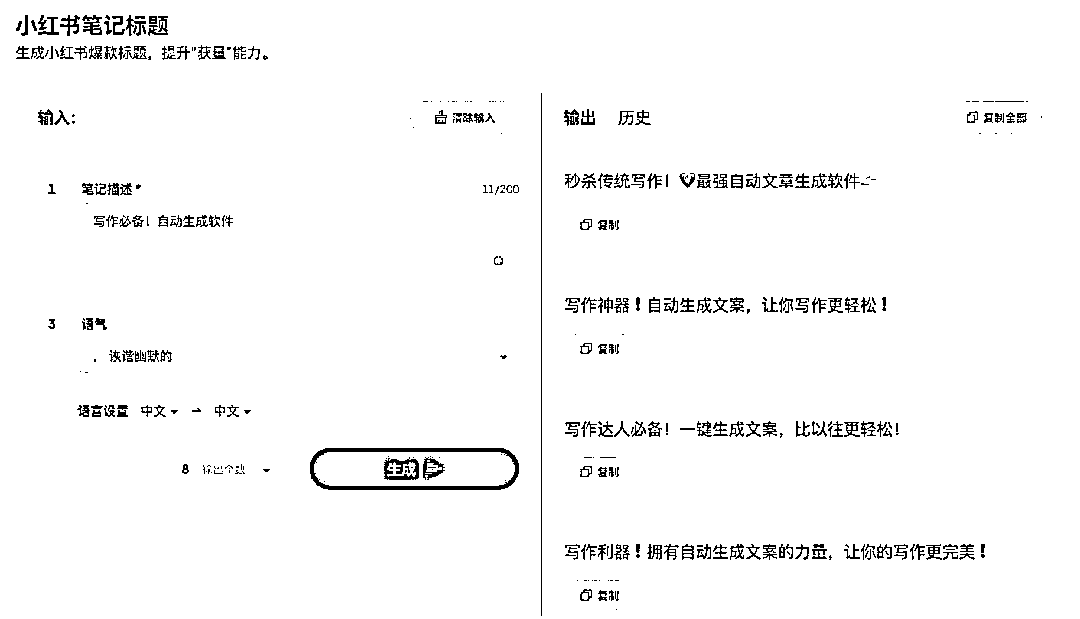 小红书笔记标题
生成小红书爆款标题，提升"获量"能力。
输入:
清除输入
1 笔记描述*
11/200
写作必备！自动生成软件
3 语气
诙谐幽默的
语言设置 中文 → 中文
8 输出个数
生成
输出 历史
复制全部
秒杀传统写作！💖最强自动文章生成软件
复制
写作神器❗自动生成文案，让你写作更轻松❗
复制
写作达人必备！一键生成文案，比以往更轻松！
复制
写作利器❗拥有自动生成文案的力量，让你的写作更完美❗
复制